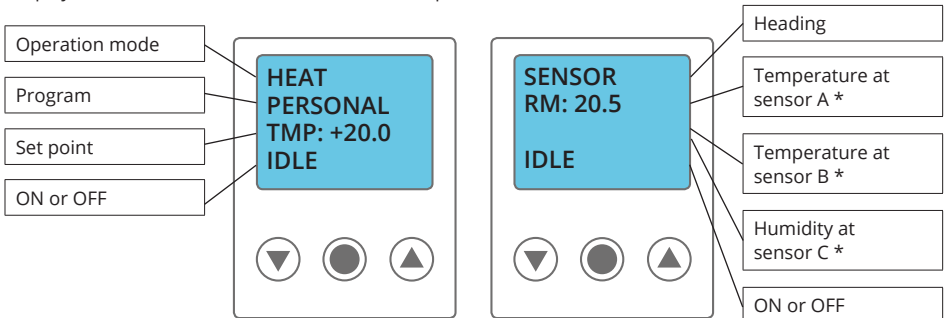 Operation mode
Program
Set point
ON or OFF
HEAT
PERSONAL
TMP: +20.0
IDLE
SENSOR
RM: 20.5
IDLE
Heading
Temperature at
sensor A *
Temperature at
sensor B *
Humidity at
sensor C *
ON or OFF